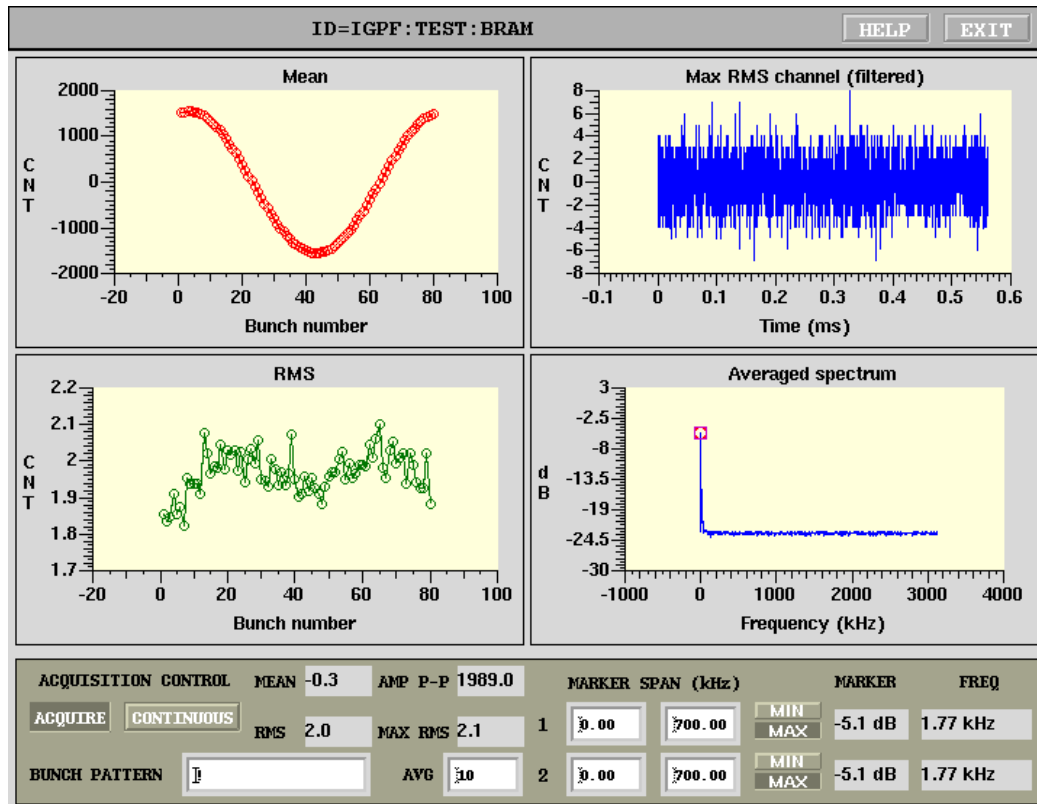 ID=IGPF:TEST:BRAM HELP EXIT
Mean
2000
1000
0
-1000
-2000
CNT
-20 0 20 40 60 80 100
Bunch number
Max RMS channel (filtered)
8
6
4
2
0
-2
-4
-6
-8
CNT
-0.1 0 0.1 0.2 0.3 0.4 0.5 0.6
Time (ms)
RMS
2.2
2.1
2
1.9
1.8
1.7
CNT
-20 0 20 40 60 80 100
Bunch number
Averaged spectrum
3
-2.5
-8
-13.5
-19
-24.5
-30
dB
-1000 0 1000 2000 3000 4000
Frequency (kHz)
ACQUISITION CONTROL MEAN -0.3 AMP P-P 1989.0 MARKER SPAN (kHz) MARKER FREQ
ACQUIRE CONTINUOUS RMS 2.0 MAX RMS 2.1 1 0.00 700.00 MIN MAX -5.1 dB 1.77 kHz
BUNCH PATTERN ! AVG 10 2 0.00 700.00 MIN MAX -5.1 dB 1.77 kHz